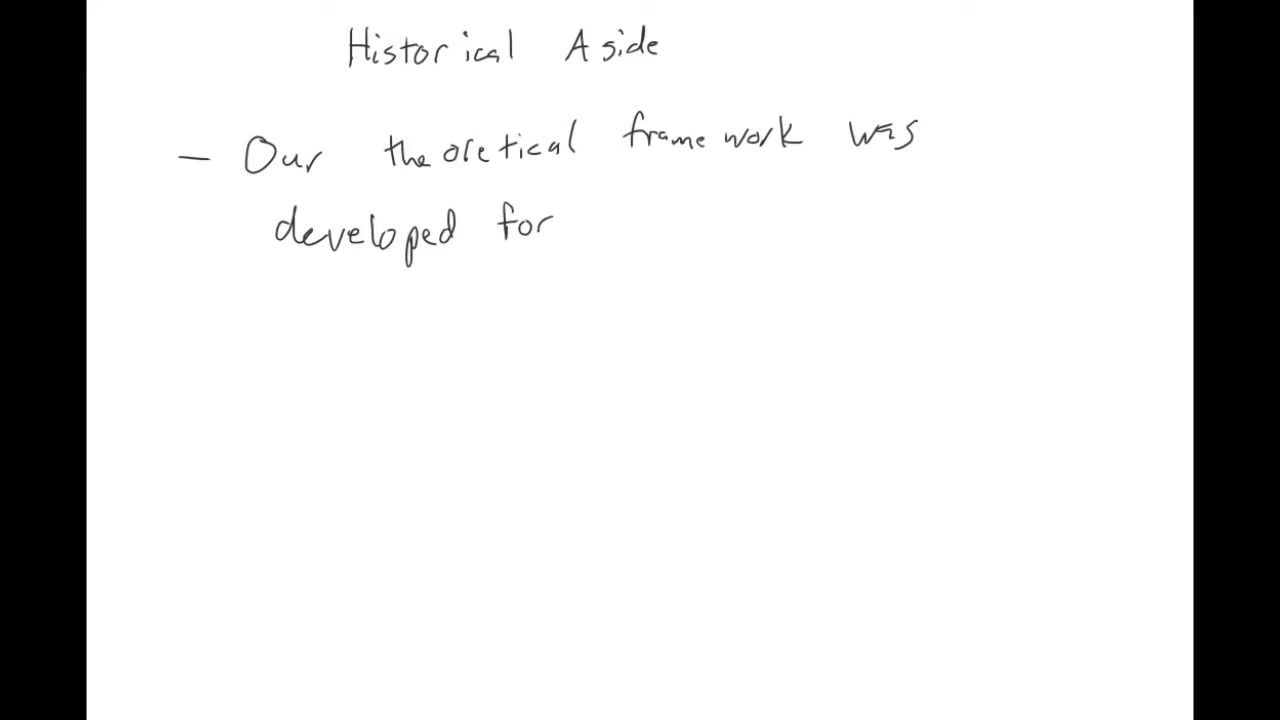 Historical Aside
— Our theoretical framework was
developed for